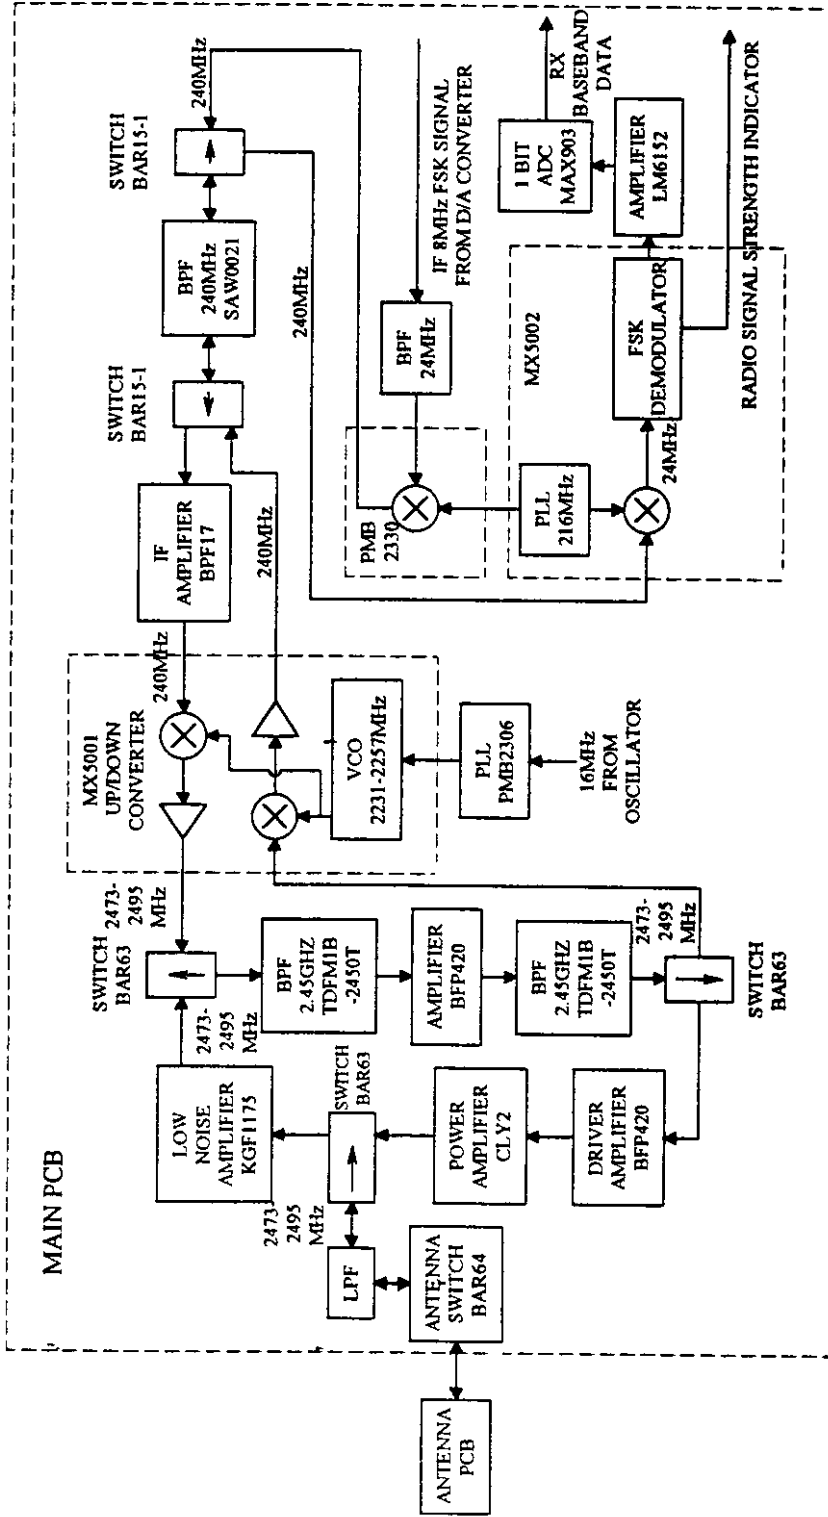 MAIN PCB
ANTENNA
PCB
ANTENNA
SWITCH
BAR64
LPF
2473-
2495
MHz
SWITCH
BAR63
LOW
NOISE
AMPLIFIER
KGF1175
POWER
AMPLIFIER
CLY2
DRIVER
AMPLIFIER
BFP420
2473-
2495
MHz
SWITCH
BAR63
2473-
2495
MHz
BPF
2.45GHZ
TDFM1B
-2450T
AMPLIFIER
BFP420
BPF
2.45GHZ
TDFM1B
-2450T
2473-
2495
MHz
SWITCH
BAR63
MX5001
UP/DOWN
CONVERTER
240MHz
VCO
2231-2257MHz
PLL
PMB2306
16MHz
FROM
OSCILLATOR
IF
AMPLIFIER
BPF17
240MHz
SWITCH
BAR15-1
BPF
240MHz
SAW0021
SWITCH
BAR15-1
240MHz
240MHz
PMB
2330
BPF
24MHz
IF 8MHz FSK SIGNAL
FROM D/A CONVERTER
PLL
216MHz
MX5002
24MHz
FSK
DEMODULATOR
AMPLIFIER
LM6152
1 BIT
ADC
MAX903
RX
BASEBAND
DATA
RADIO SIGNAL STRENGTH INDICATOR